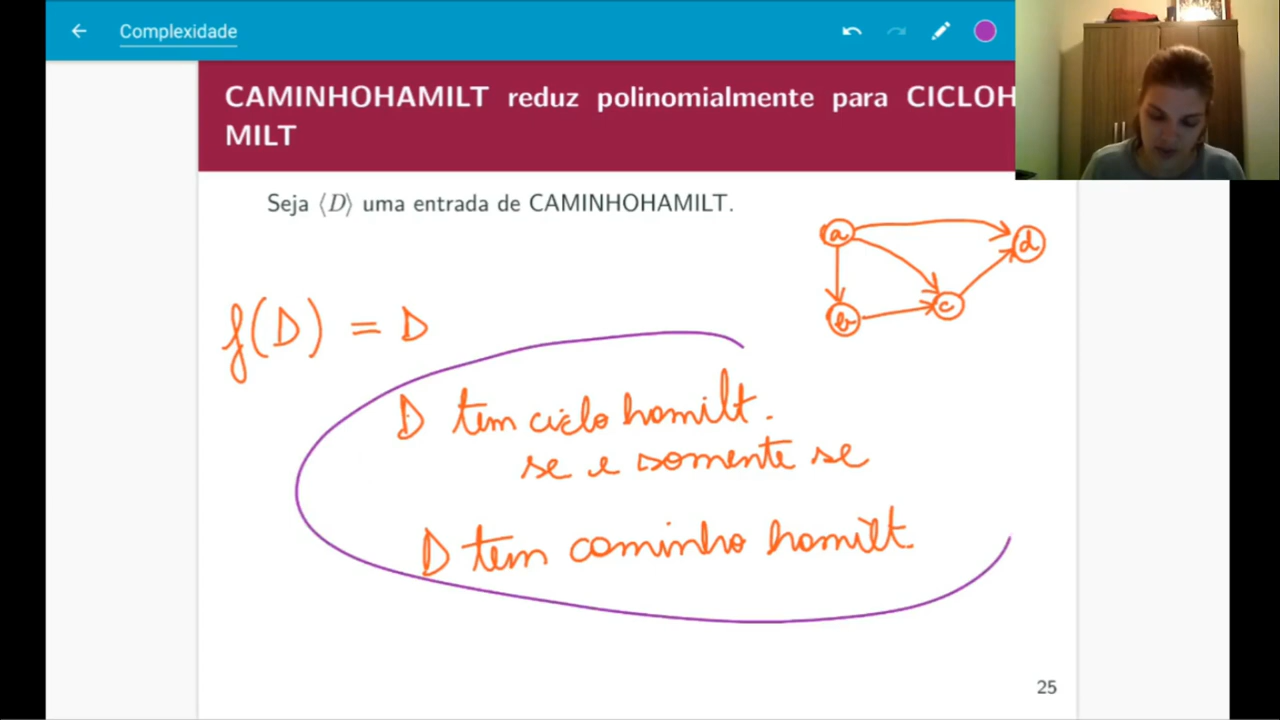 Complexidade
CAMINHOHAMILT reduz polinomialmente para CICLOH
MILT
Seja ⟨D⟩ uma entrada de CAMINHOHAMILT.
a
d
c
b
f(D) = D
D tem ciclo hamilt.
se e somente se
D tem caminho hamilt.
25